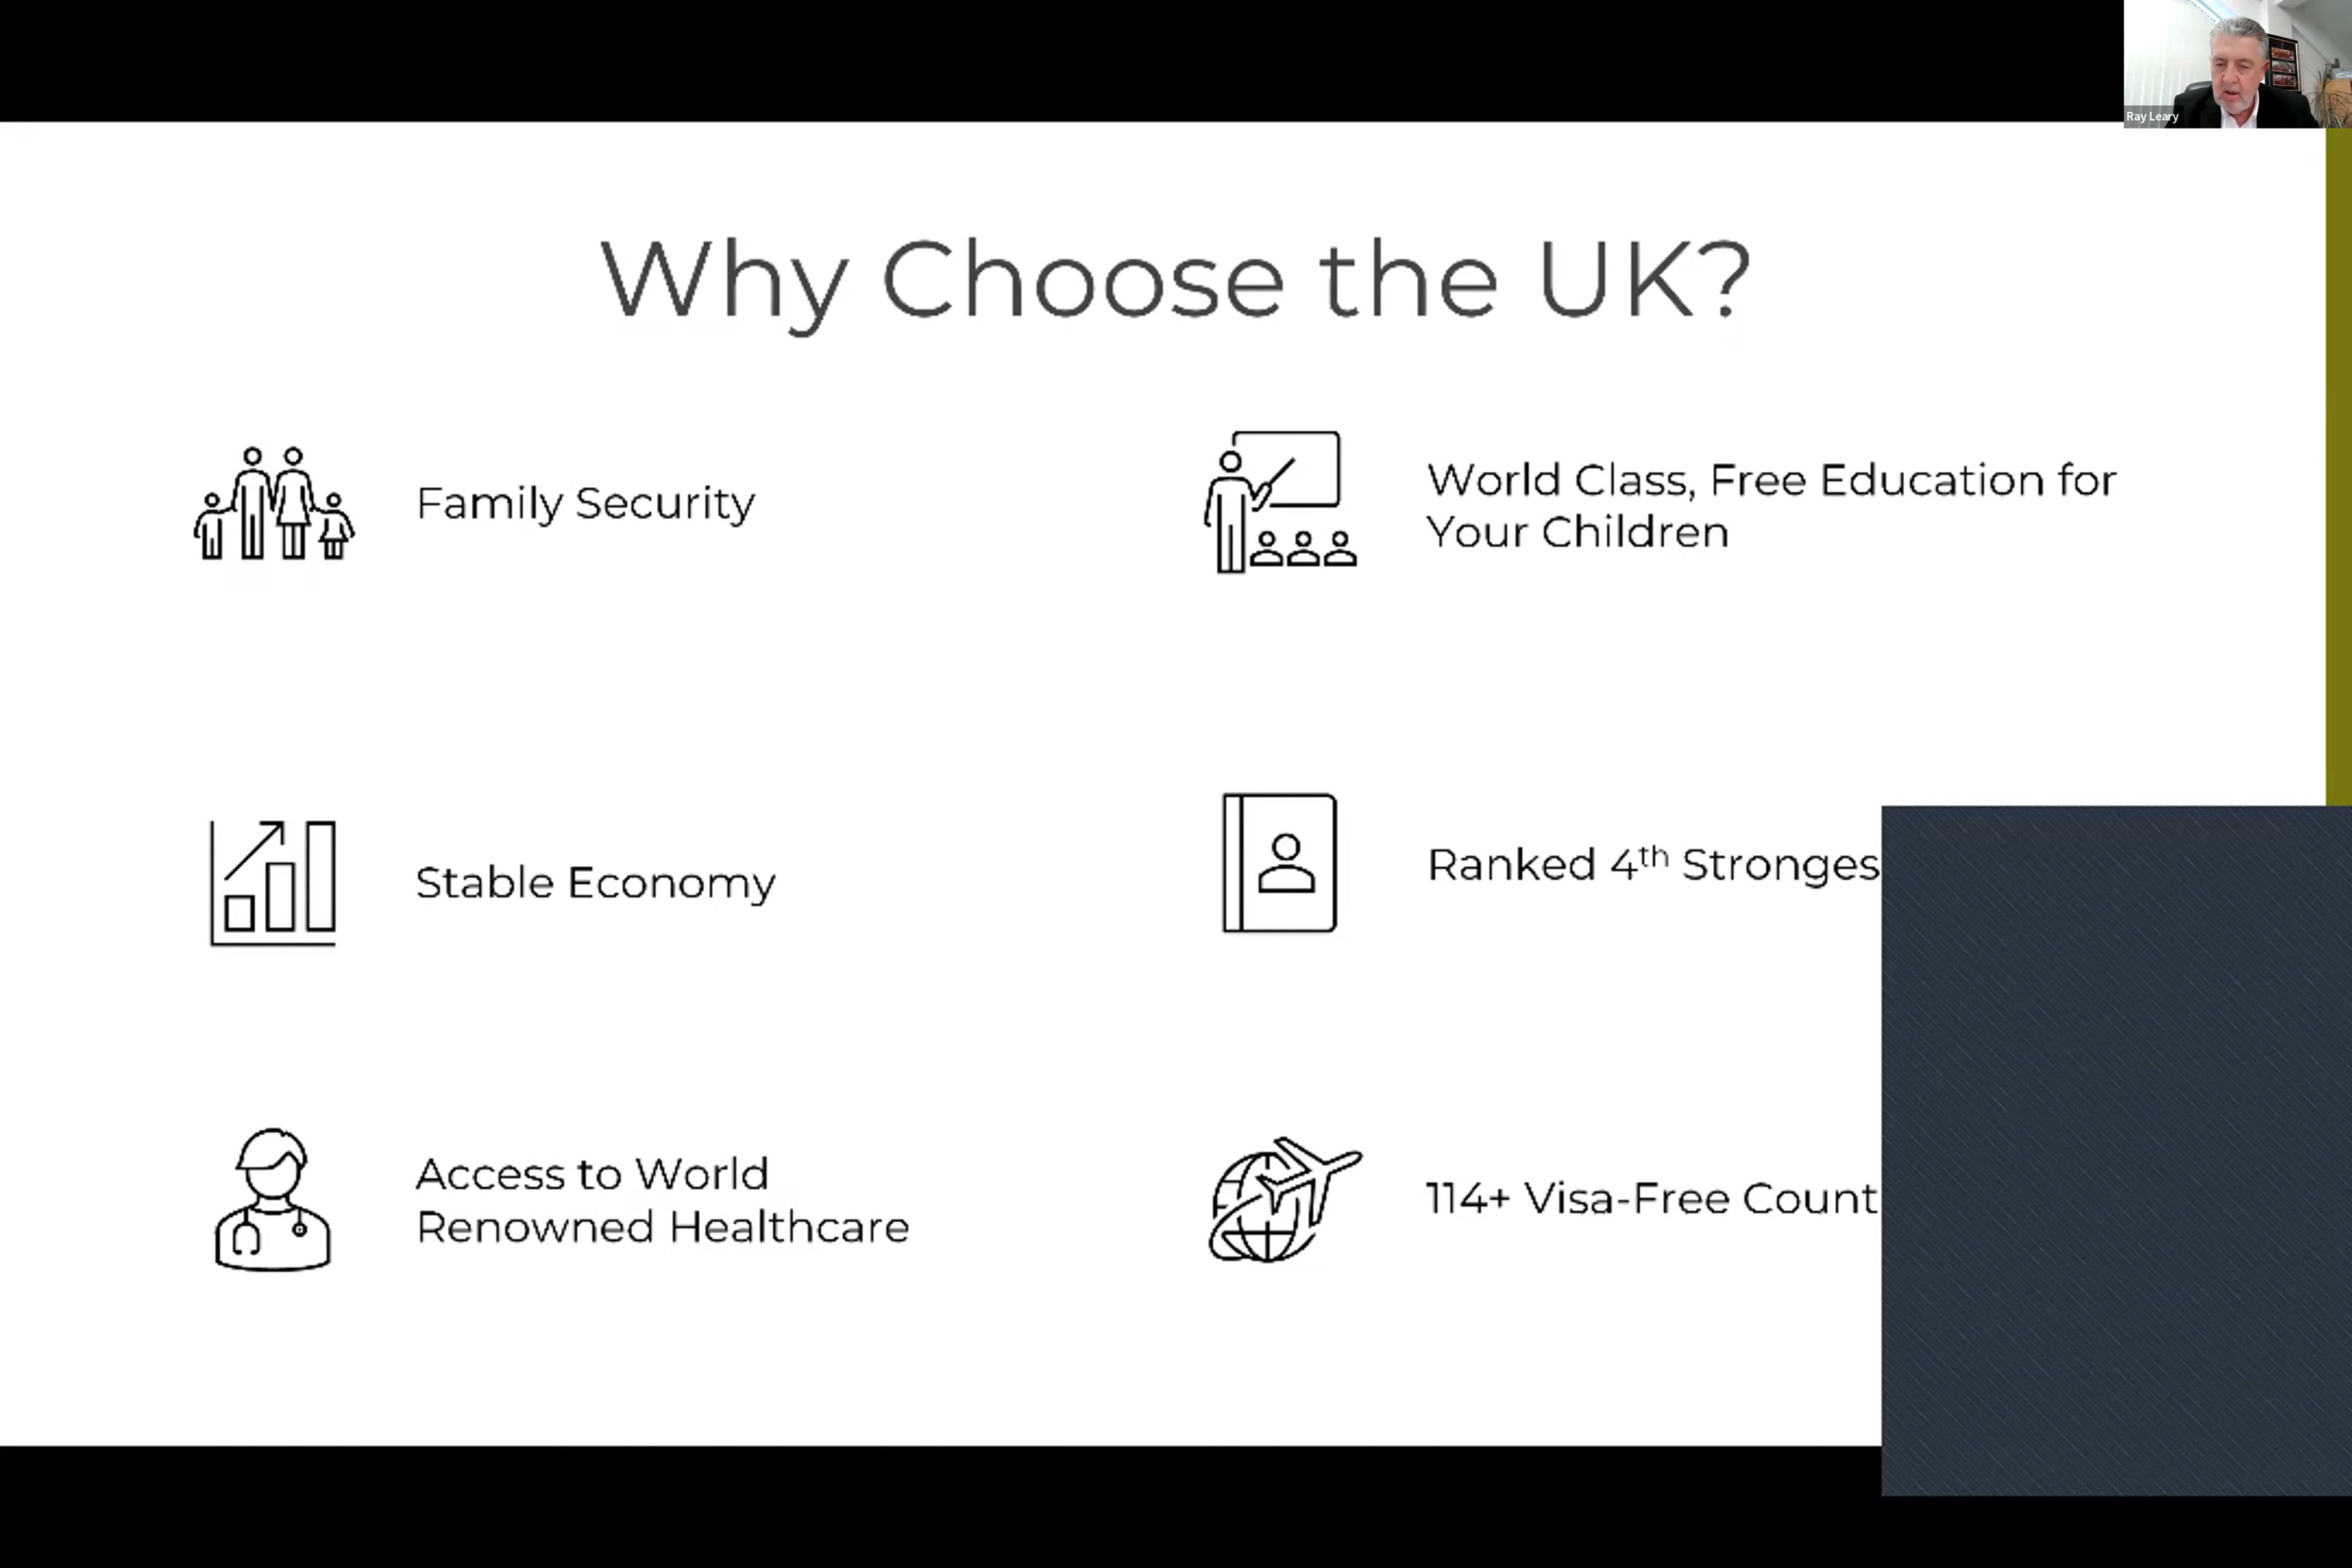 Ray Leary
Why Choose the UK?
Family Security
World Class, Free Education for
Your Children
Stable Economy
Ranked 4th Stronges
Access to World
Renowned Healthcare
114+ Visa-Free Count